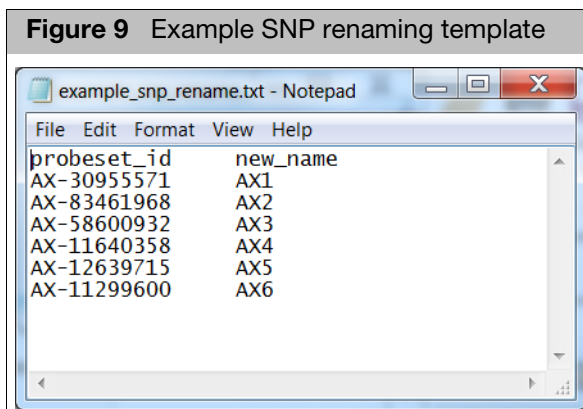 Figure 9 Example SNP renaming template
example_snp_rename.txt - Notepad
File Edit Format View Help
probeset_id new_name
AX-30955571 AX1
AX-83461968 AX2
AX-58600932 AX3
AX-11640358 AX4
AX-12639715 AX5
AX-11299600 AX6